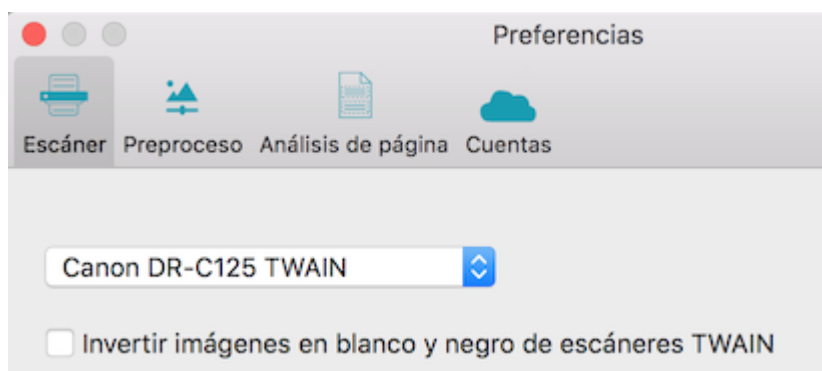 Preferencias
Escáner Preproceso Análisis de página Cuentas
Canon DR-C125 TWAIN
Invertir imágenes en blanco y negro de escáneres TWAIN